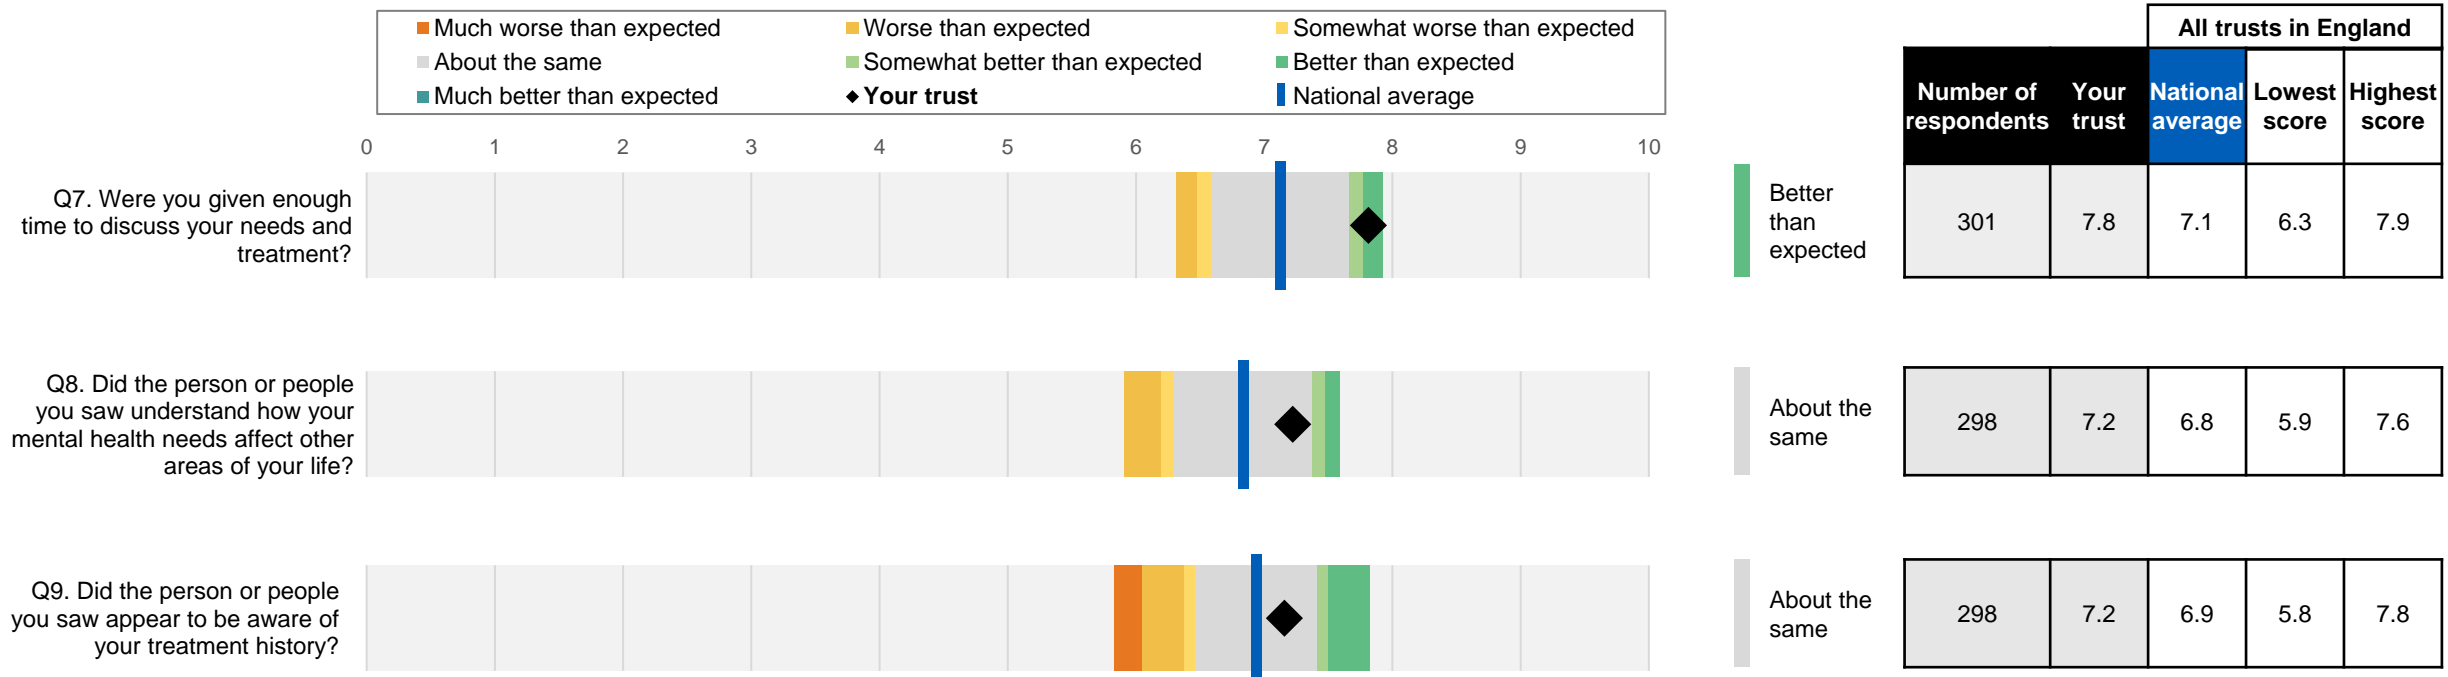 Much worse than expected
Worse than expected
Somewhat worse than expected
About the same
Somewhat better than expected
Better than expected
Much better than expected
Your trust
National average
All trusts in England
Number of respondents
Your trust
National average
Lowest score
Highest score
0 1 2 3 4 5 6 7 8 9 10
Q7. Were you given enough
time to discuss your needs and
treatment?
Better
than
expected
301 7.8 7.1 6.3 7.9
Q8. Did the person or people
you saw understand how your
mental health needs affect other
areas of your life?
About the
same
298 7.2 6.8 5.9 7.6
Q9. Did the person or people
you saw appear to be aware of
your treatment history?
About the
same
298 7.2 6.9 5.8 7.8